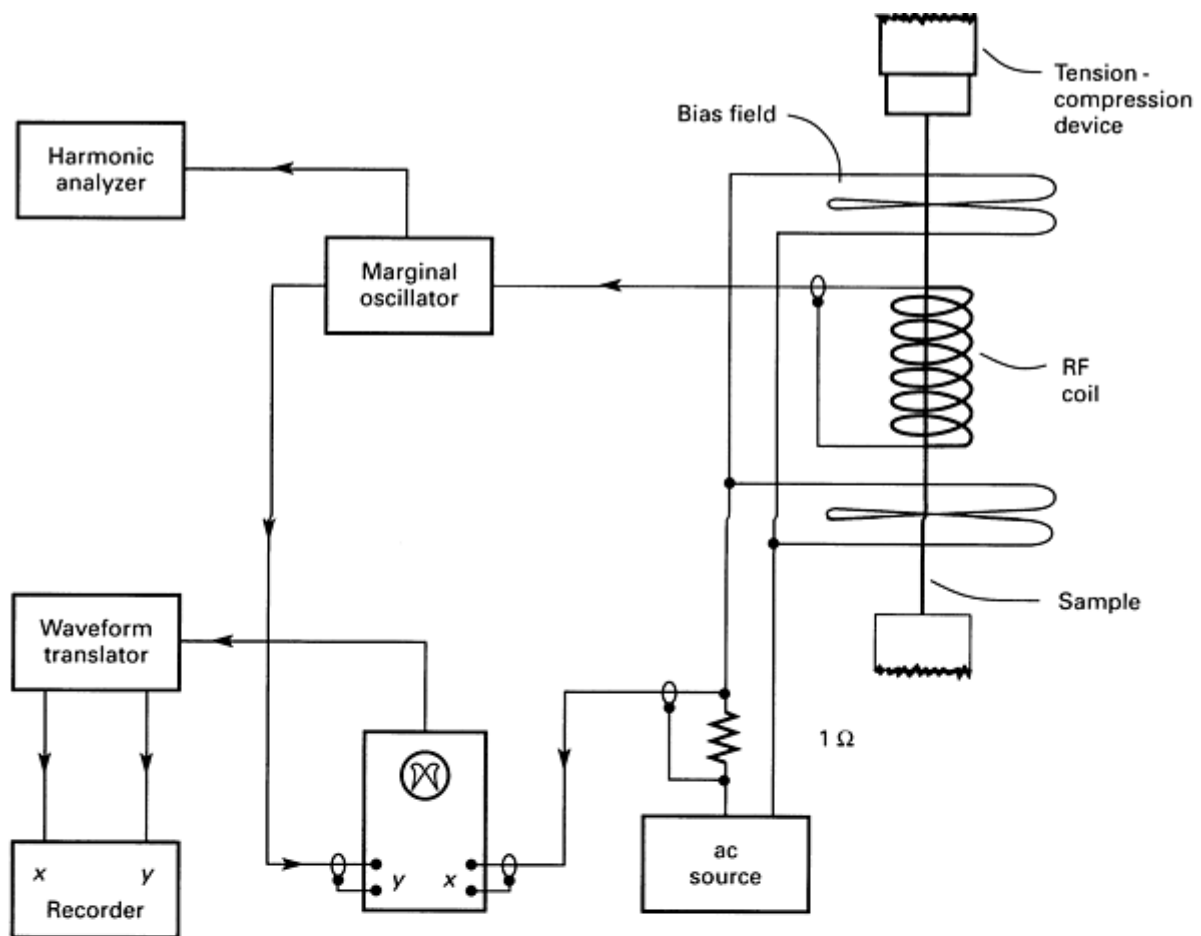 Tension -
compression
device
Bias field
Harmonic
analyzer
Marginal
oscillator
RF
coil
Sample
Waveform
translator
1 Ω
x y
Recorder
y x
ac
source